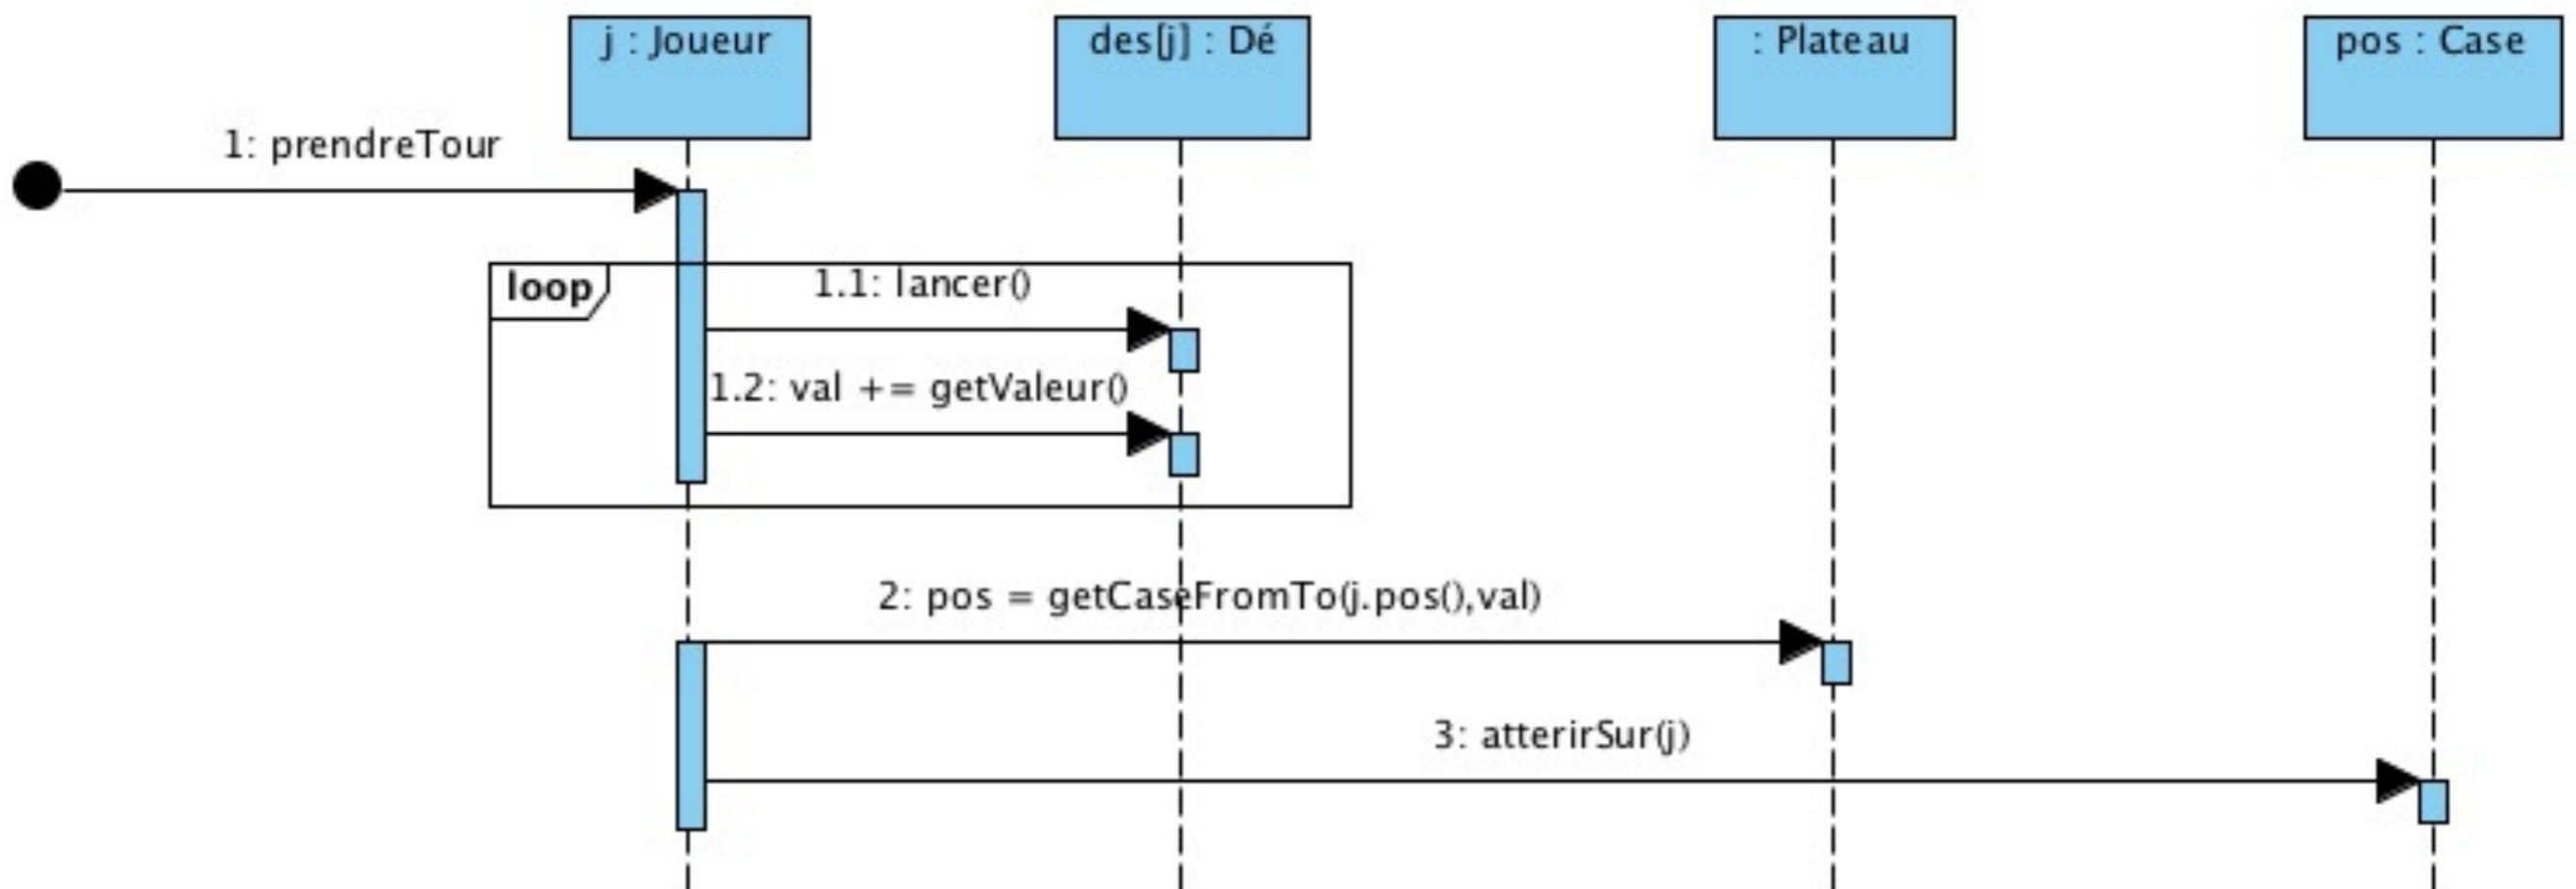 j : Joueur
des[j] : Dé
: Plateau
pos : Case
1: prendreTour
loop
1.1: lancer()
1.2: val += getValeur()
2: pos = getCaseFromTo(j.pos(),val)
3: atterirSur(j)